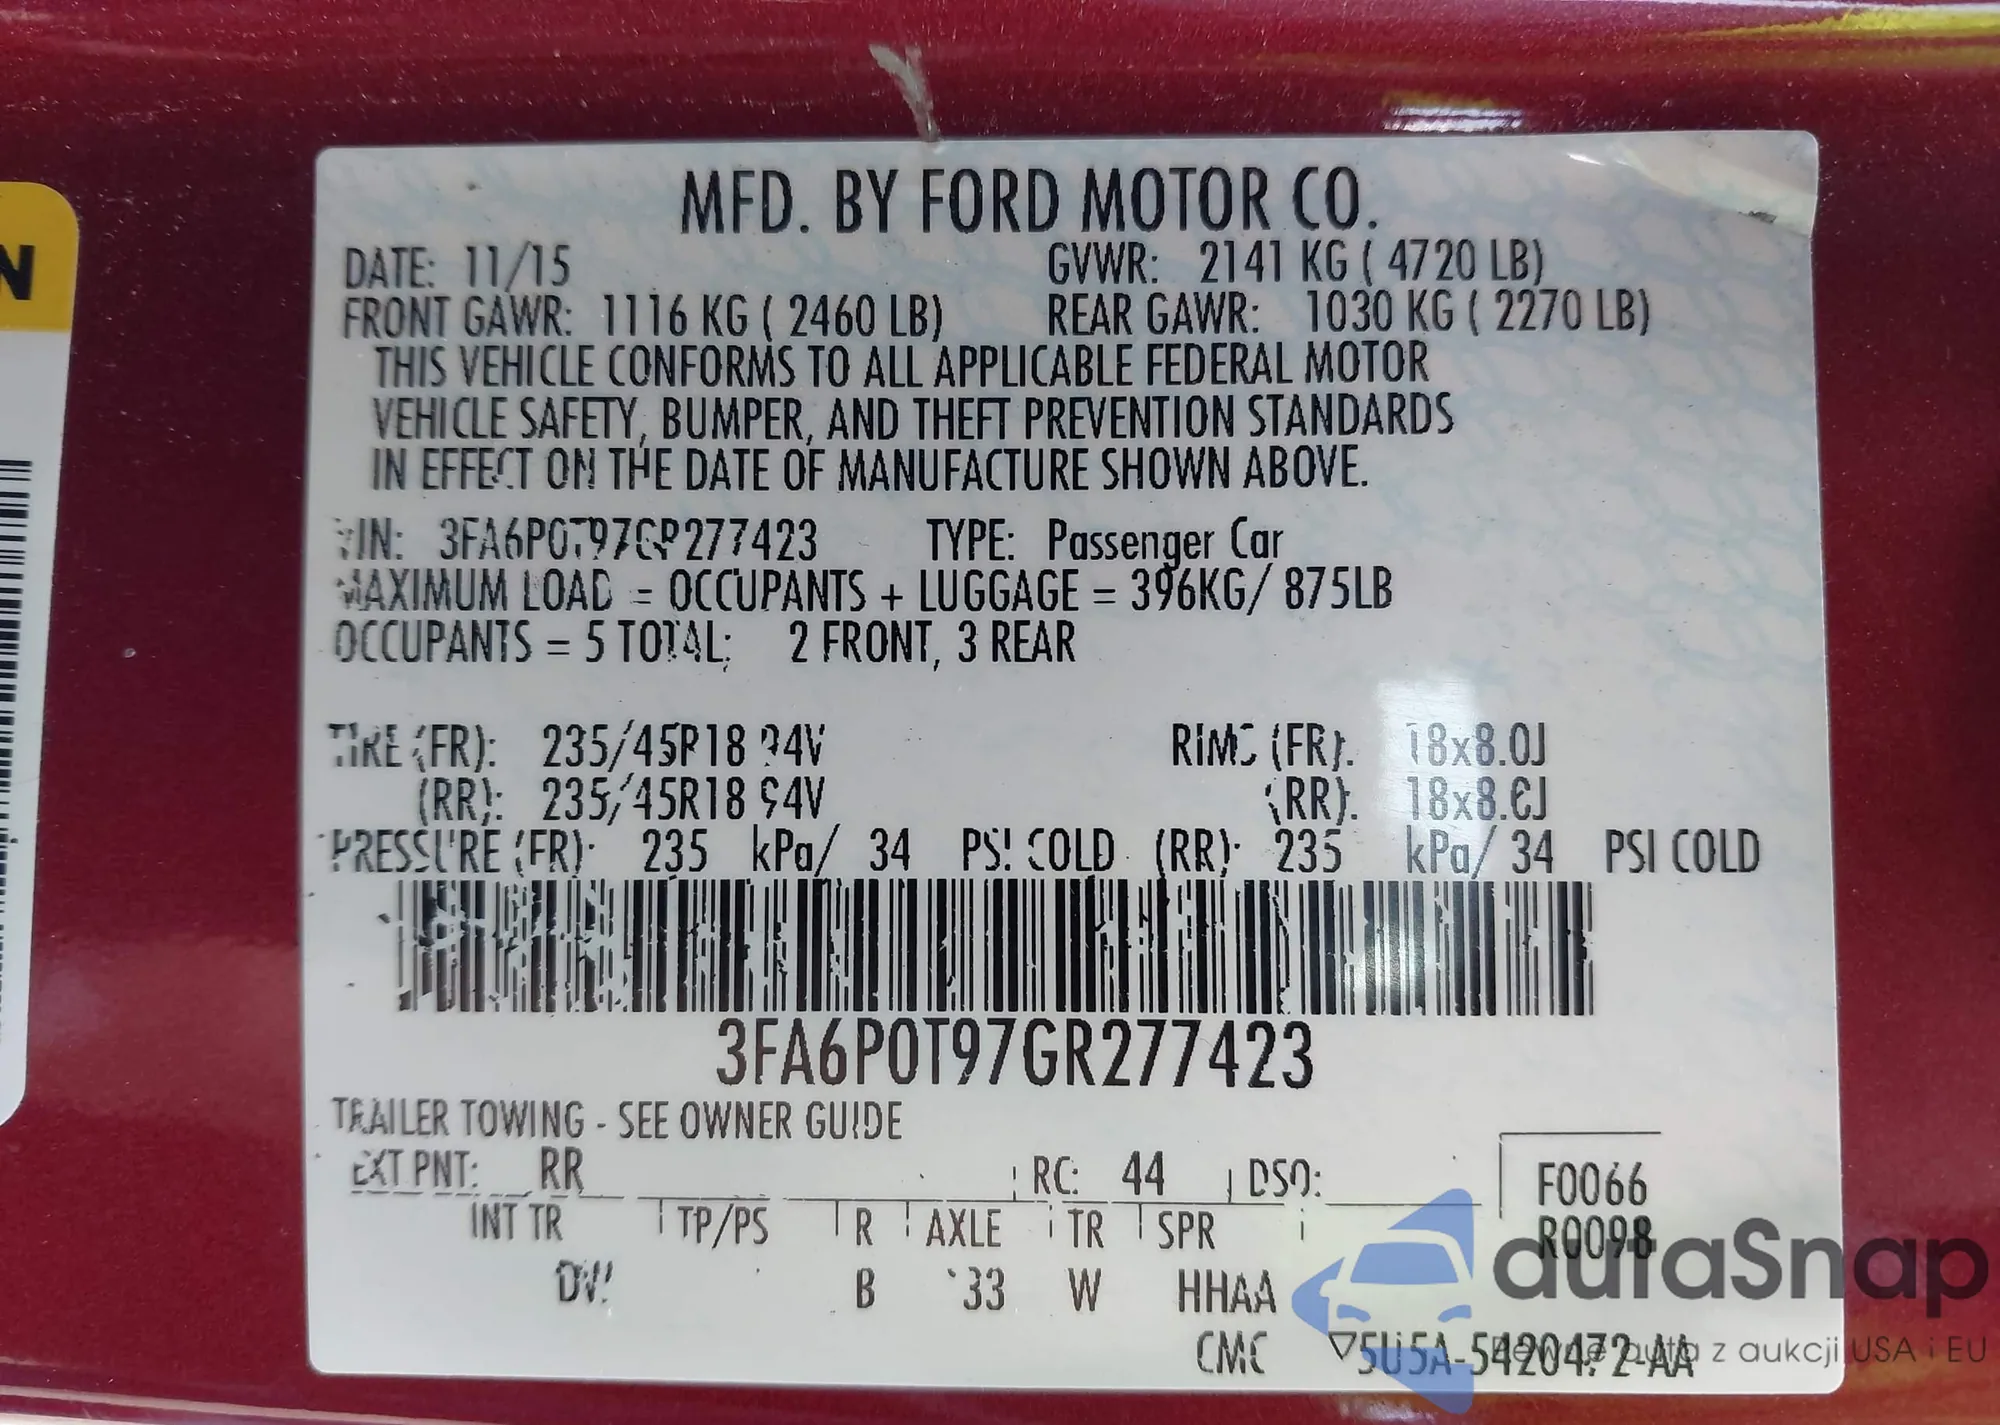 MFD. BY FORD MOTOR CO.
DATE: 11/15 GVWR: 2141 KG ( 4720 LB)
FRONT GAWR: 1116 KG ( 2460 LB) REAR GAWR: 1030 KG ( 2270 LB)
THIS VEHICLE CONFORMS TO ALL APPLICABLE FEDERAL MOTOR
VEHICLE SAFETY, BUMPER, AND THEFT PREVENTION STANDARDS
IN EFFECT ON THE DATE OF MANUFACTURE SHOWN ABOVE.
VIN: 3FA6P0T97GR277423 TYPE: Passenger Car
MAXIMUM LOAD = OCCUPANTS + LUGGAGE = 396KG/ 875LB
OCCUPANTS = 5 TOTAL: 2 FRONT, 3 REAR
TIRE (FR): 235/45R18 94V RIMS (FR): 18x8.0J
(RR): 235/45R18 94V (RR): 18x8.0J
PRESSURE (FR): 235 kPa/ 34 PSI COLD (RR): 235 kPa/ 34 PSI COLD
3FA6P0T97GR277423
TRAILER TOWING - SEE OWNER GUIDE
EXT PNT: RR RC: 44 DSO: F0066
INT TR TP/PS R AXLE TR SPR R0098
B 33 W HHAA
CMC ▽5U5A-5420472-AA
N
autaSnap
Pewne auta z aukcji USA i EU